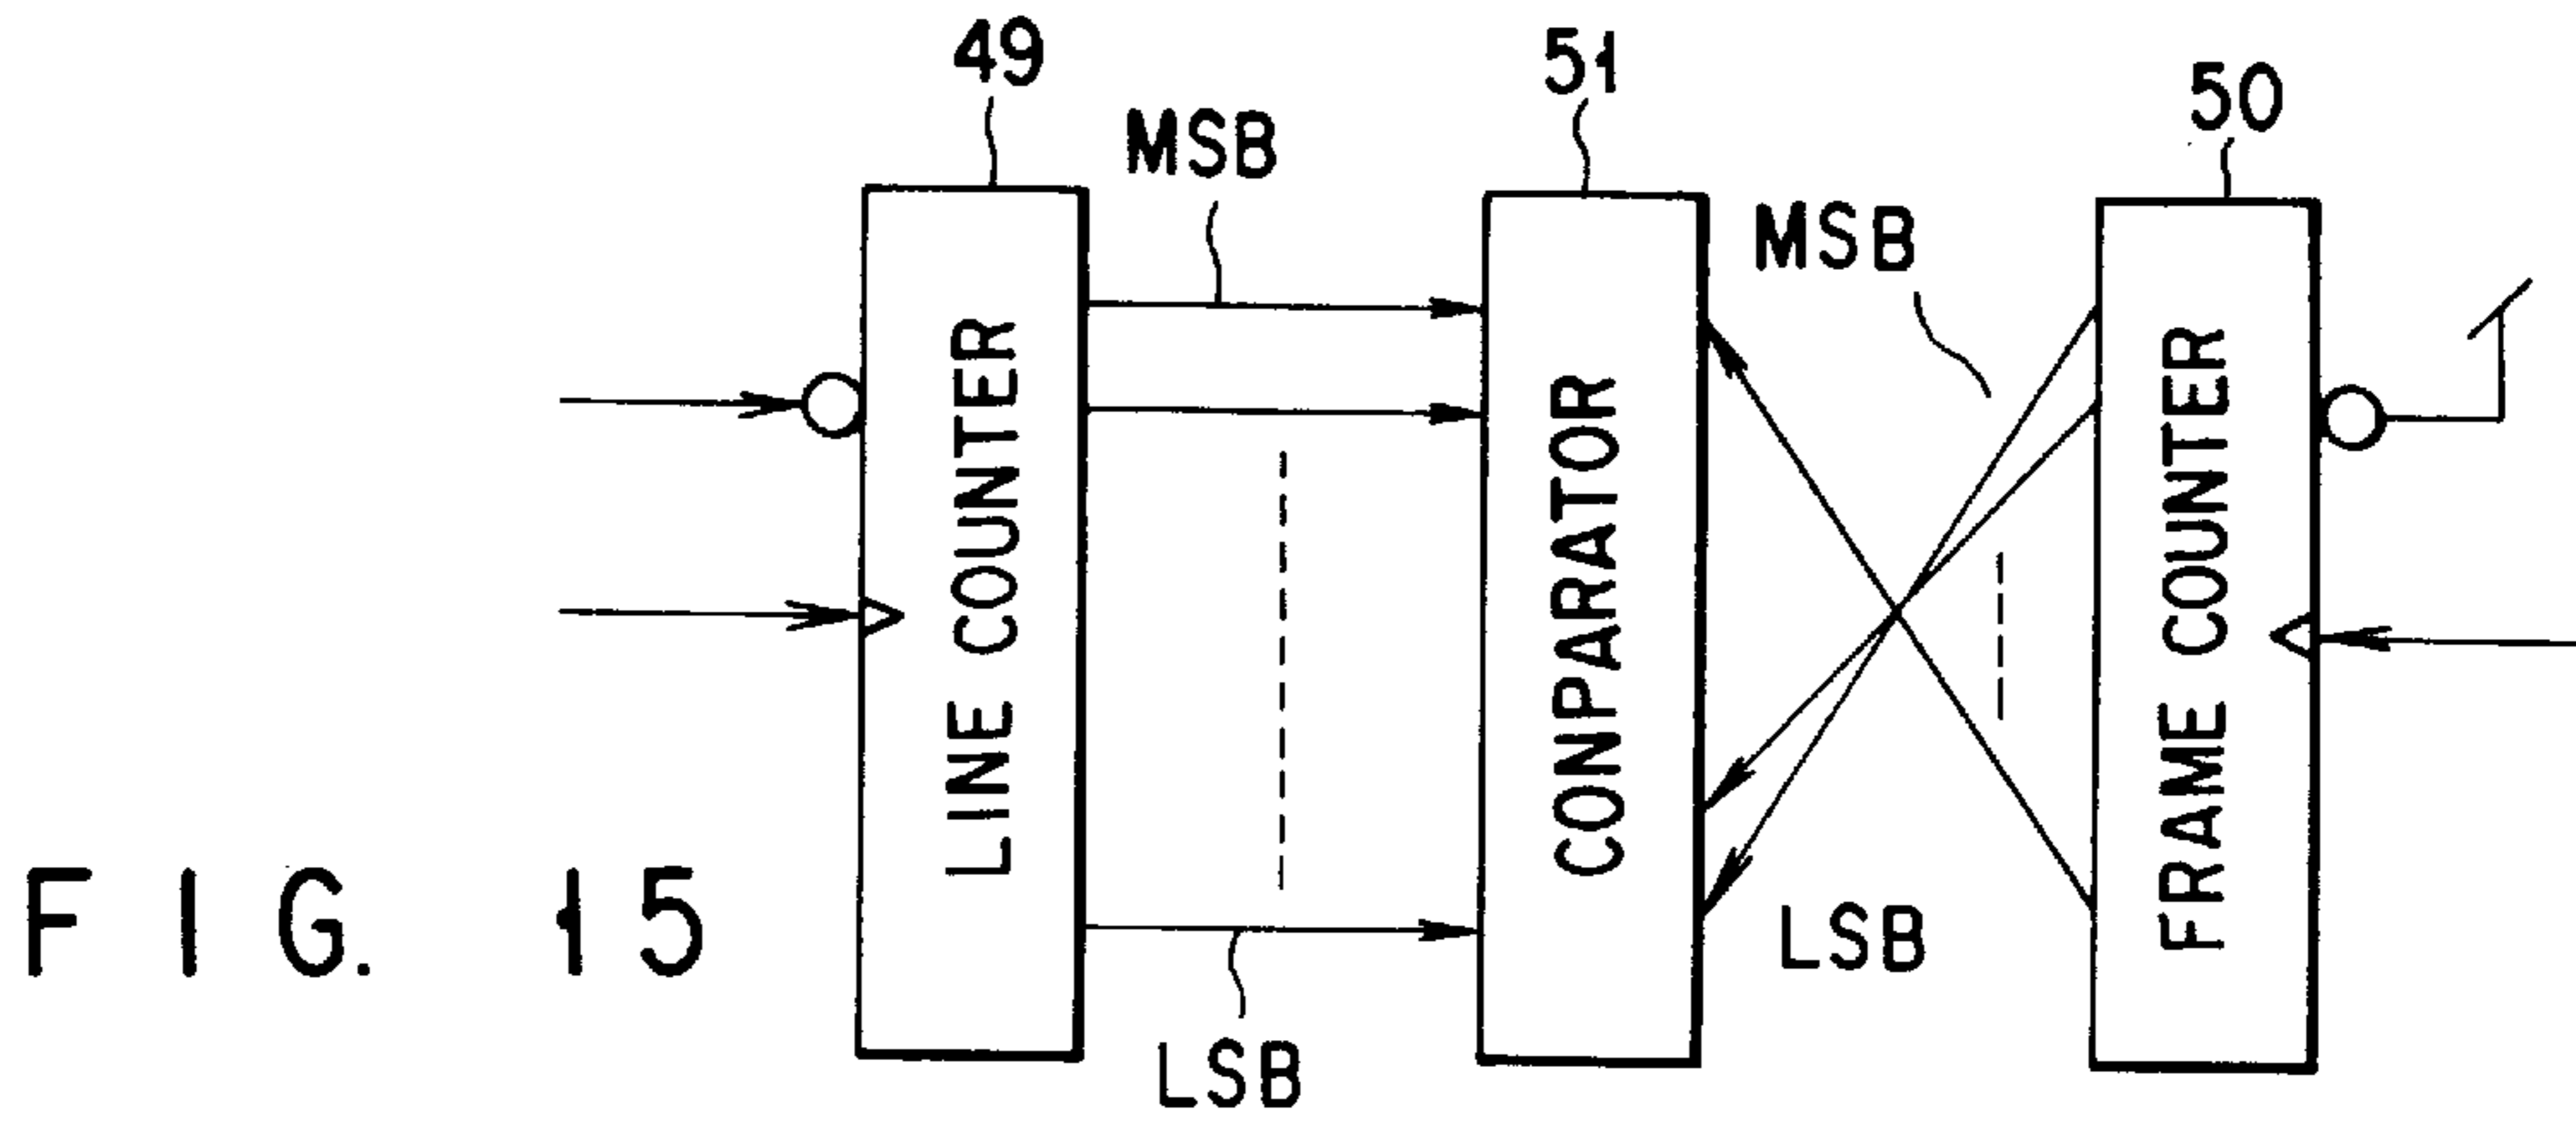 49
51
50
MSB
MSB
LINE COUNTER
CONPARATOR
FRAME COUNTER
LSB
LSB
FIG. 15